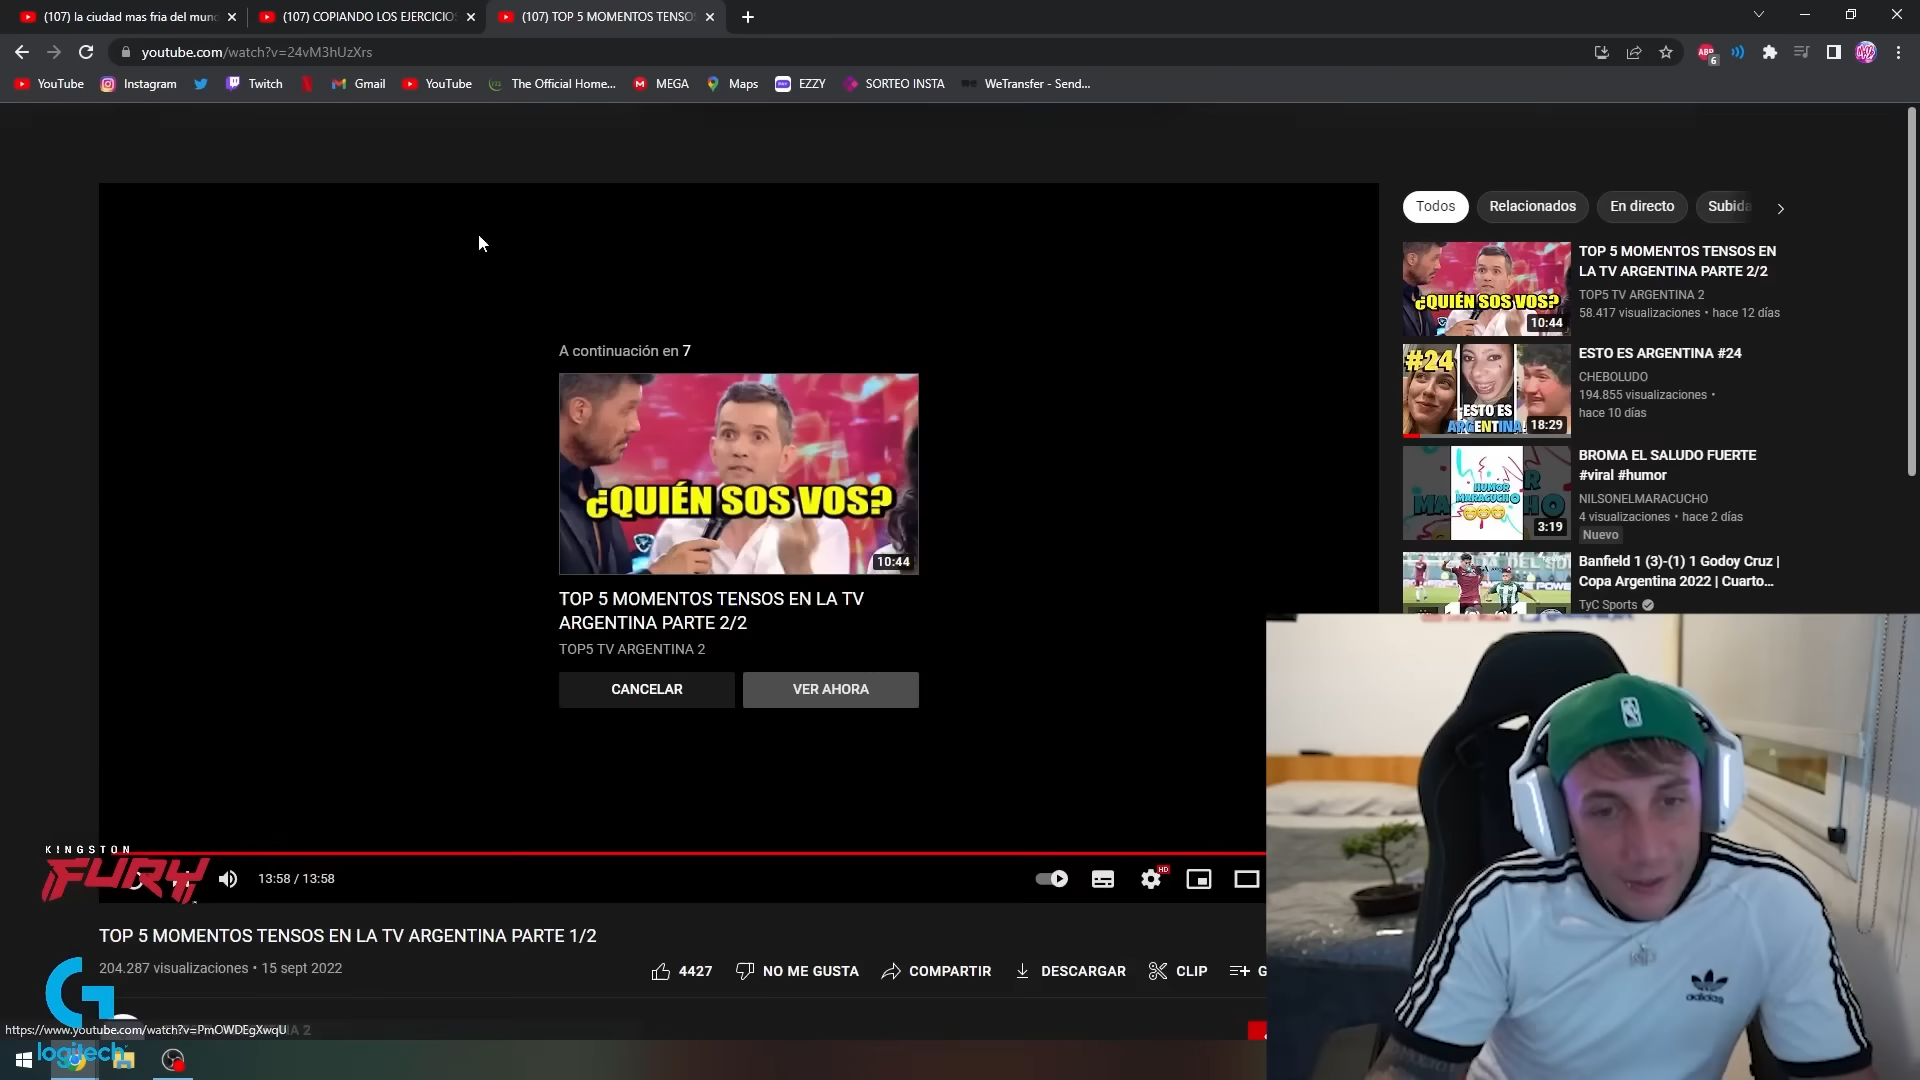 (107) la ciudad mas fria del mun
(107) COPIANDO LOS EJERCICIOS
(107) TOP 5 MOMENTOS TENSOS
youtube.com/watch?v=24vM3hUzXrs
ABP
6
YouTube
Instagram
Twitch
Gmail
YouTube
The Official Home...
MEGA
Maps
EZZY
SORTEO INSTA
WeTransfer - Send...
A continuación en 7
¿QUIÉN SOS VOS?
10:44
TOP 5 MOMENTOS TENSOS EN LA TV
ARGENTINA PARTE 2/2
TOP5 TV ARGENTINA 2
CANCELAR
VER AHORA
KINGSTON
FURY
13:58 / 13:58
HD
TOP 5 MOMENTOS TENSOS EN LA TV ARGENTINA PARTE 1/2
204.287 visualizaciones • 15 sept 2022
4427
NO ME GUSTA
COMPARTIR
DESCARGAR
CLIP
G
https://www.youtube.com/watch?v=PmOWDEgXwqU
logitech
Todos
Relacionados
En directo
Subida
¿QUIÉN SOS VOS?
10:44
TOP 5 MOMENTOS TENSOS EN
LA TV ARGENTINA PARTE 2/2
TOP5 TV ARGENTINA 2
58.417 visualizaciones • hace 12 días
#24
ESTO ES
ARGENTINA
18:29
ESTO ES ARGENTINA #24
CHEBOLUDO
194.855 visualizaciones •
hace 10 días
HUMOR
MARACUCHO
3:19
BROMA EL SALUDO FUERTE
#viral #humor
NILSONELMARACUCHO
4 visualizaciones • hace 2 días
Nuevo
Banfield 1 (3)-(1) 1 Godoy Cruz |
Copa Argentina 2022 | Cuarto...
TyC Sports
adidas